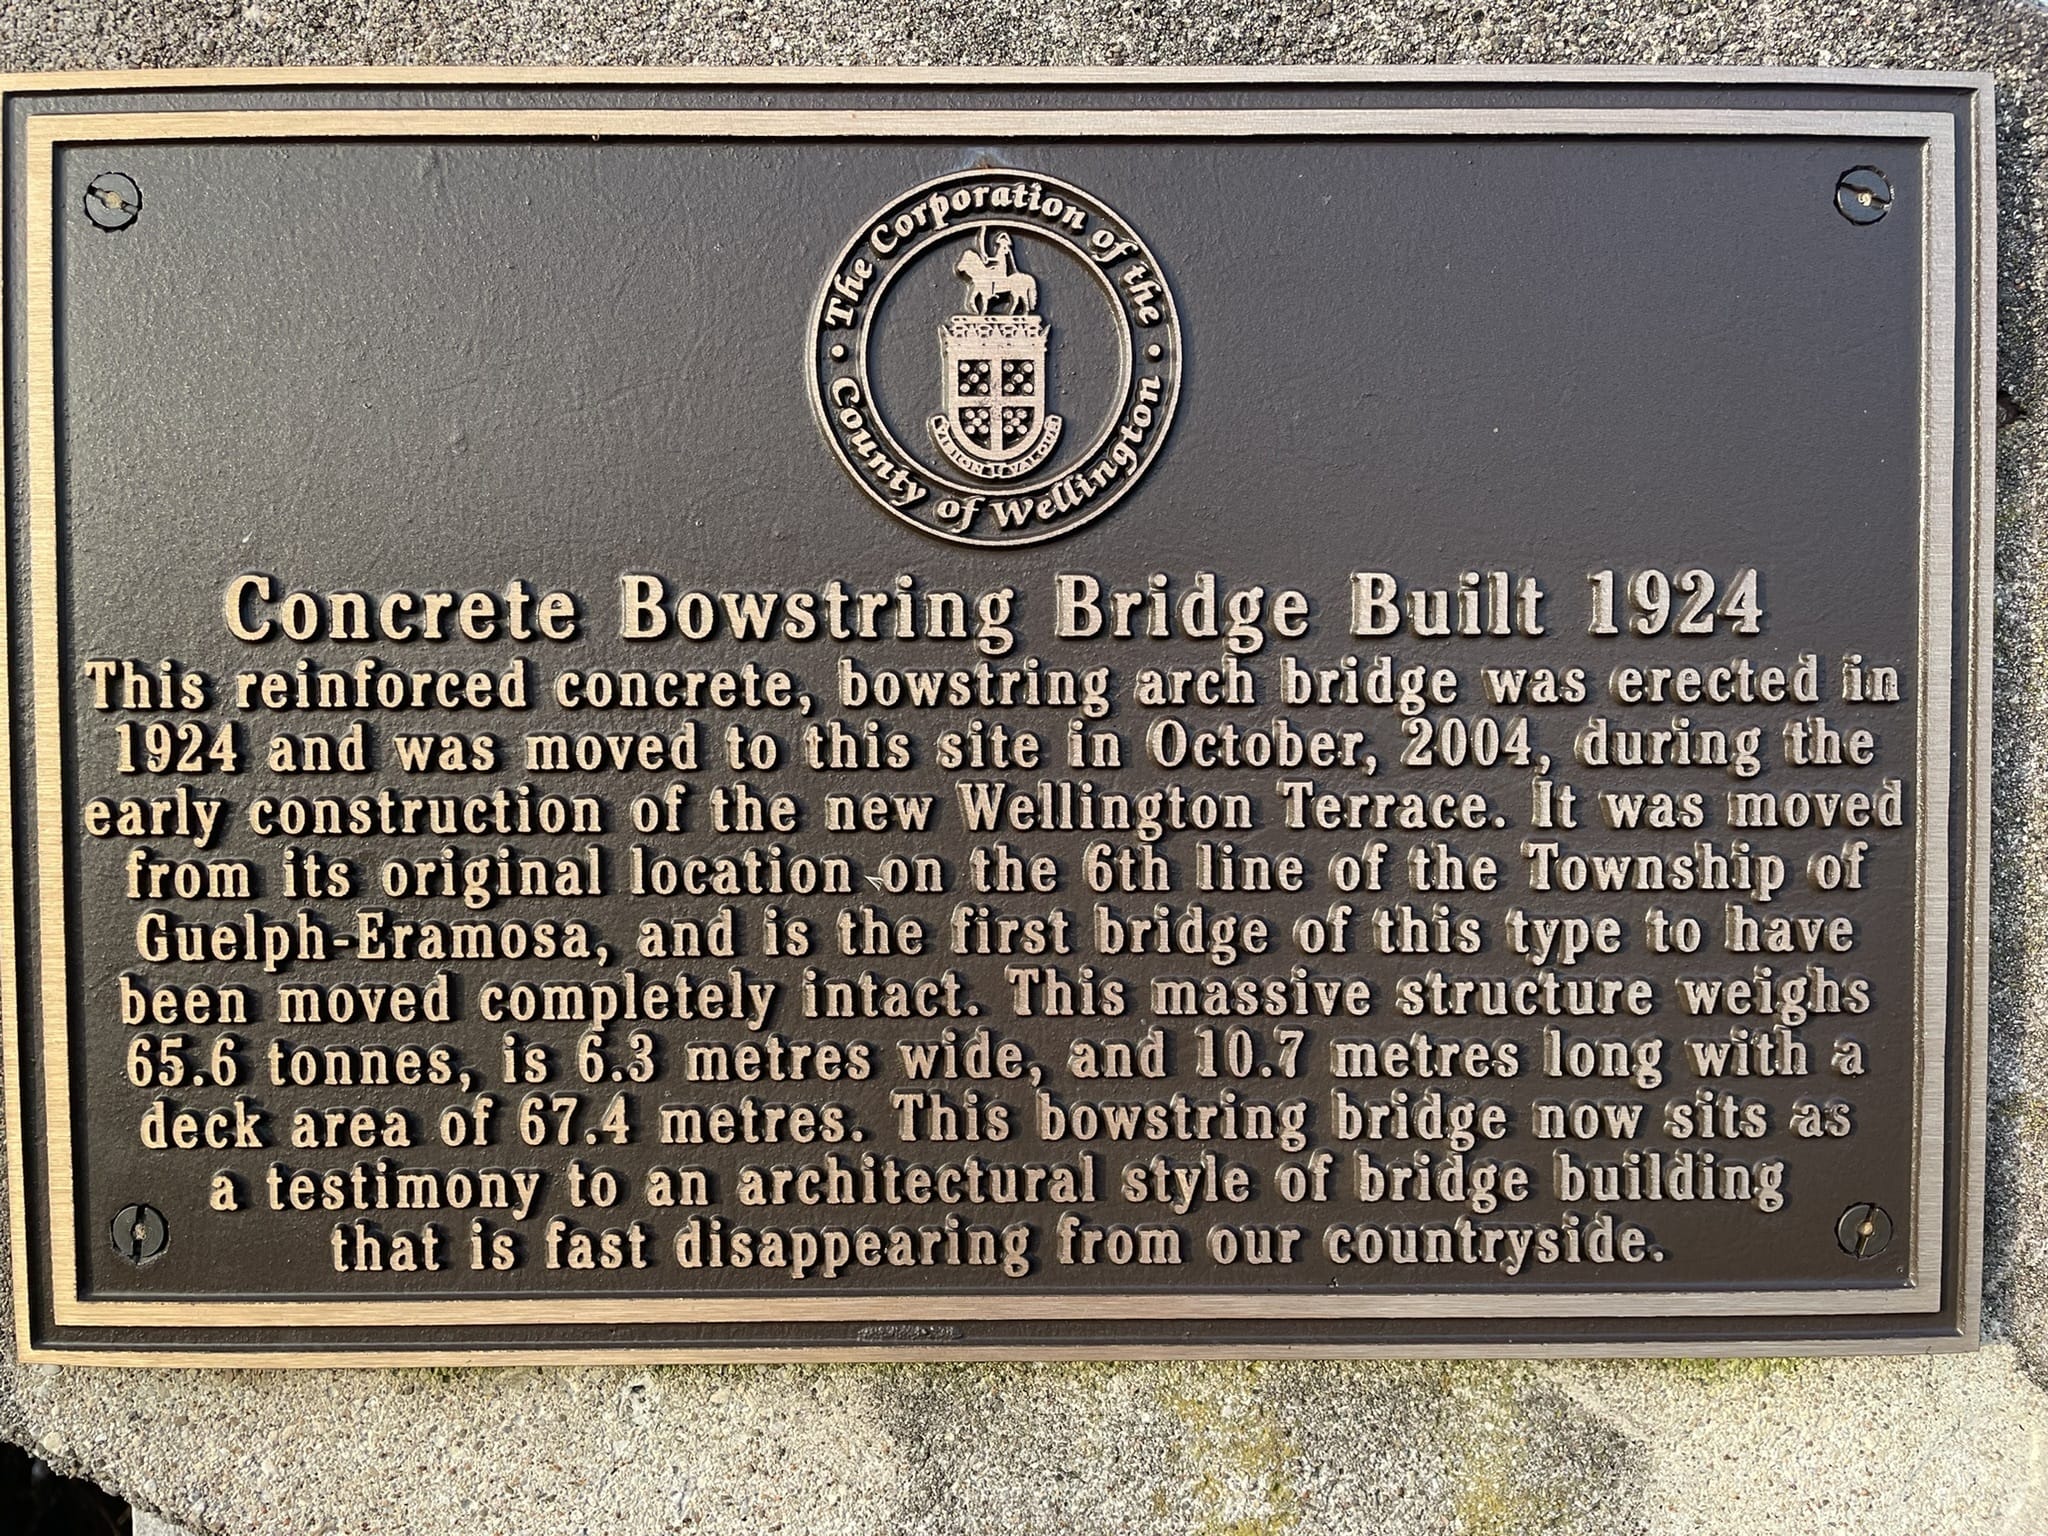 The Corporation of the
County of Wellington
Concrete Bowstring Bridge Built 1924
This reinforced concrete, bowstring arch bridge was erected in
1924 and was moved to this site in October, 2004, during the
early construction of the new Wellington Terrace. It was moved
from its original location on the 6th line of the Township of
Guelph-Eramosa, and is the first bridge of this type to have
been moved completely intact. This massive structure weighs
65.6 tonnes, is 6.3 metres wide, and 10.7 metres long with a
deck area of 67.4 metres. This bowstring bridge now sits as
a testimony to an architectural style of bridge building
that is fast disappearing from our countryside.